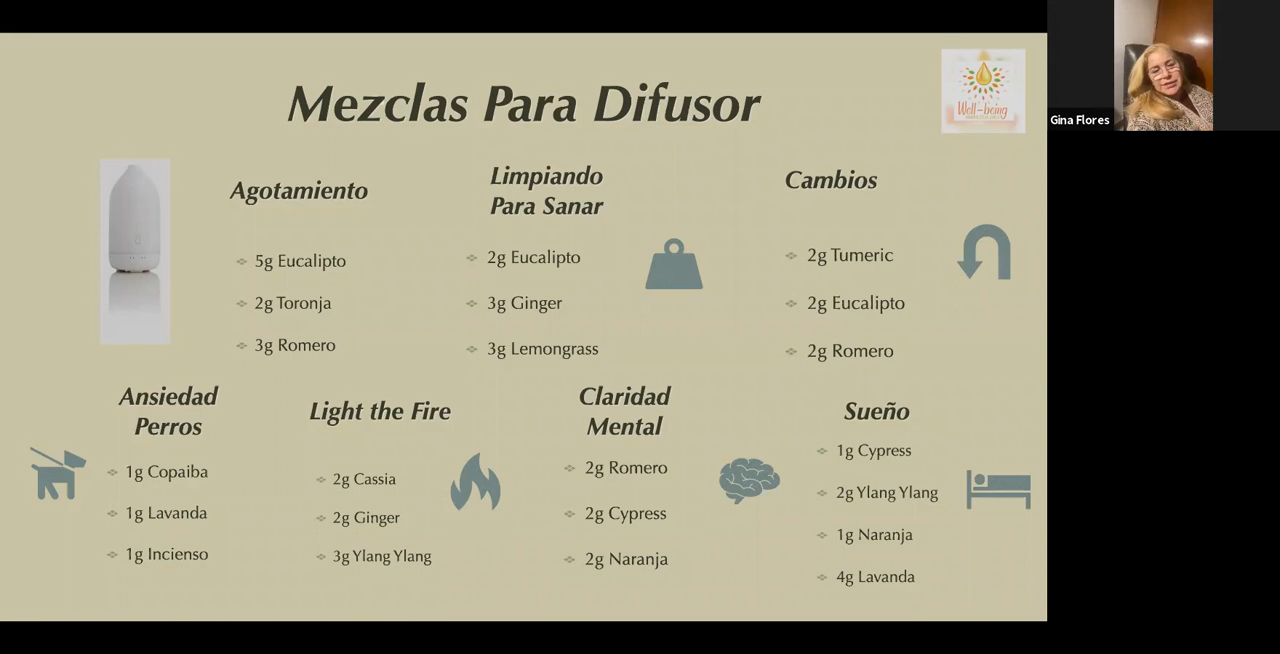 Mezclas Para Difusor
Well-being
Gina Flores
Agotamiento
5g Eucalipto
2g Toronja
3g Romero
Limpiando
Para Sanar
2g Eucalipto
3g Ginger
3g Lemongrass
Cambios
2g Tumeric
2g Eucalipto
2g Romero
Ansiedad
Perros
1g Copaiba
1g Lavanda
1g Incienso
Light the Fire
2g Cassia
2g Ginger
3g Ylang Ylang
Claridad
Mental
2g Romero
2g Cypress
2g Naranja
Sueño
1g Cypress
2g Ylang Ylang
1g Naranja
4g Lavanda